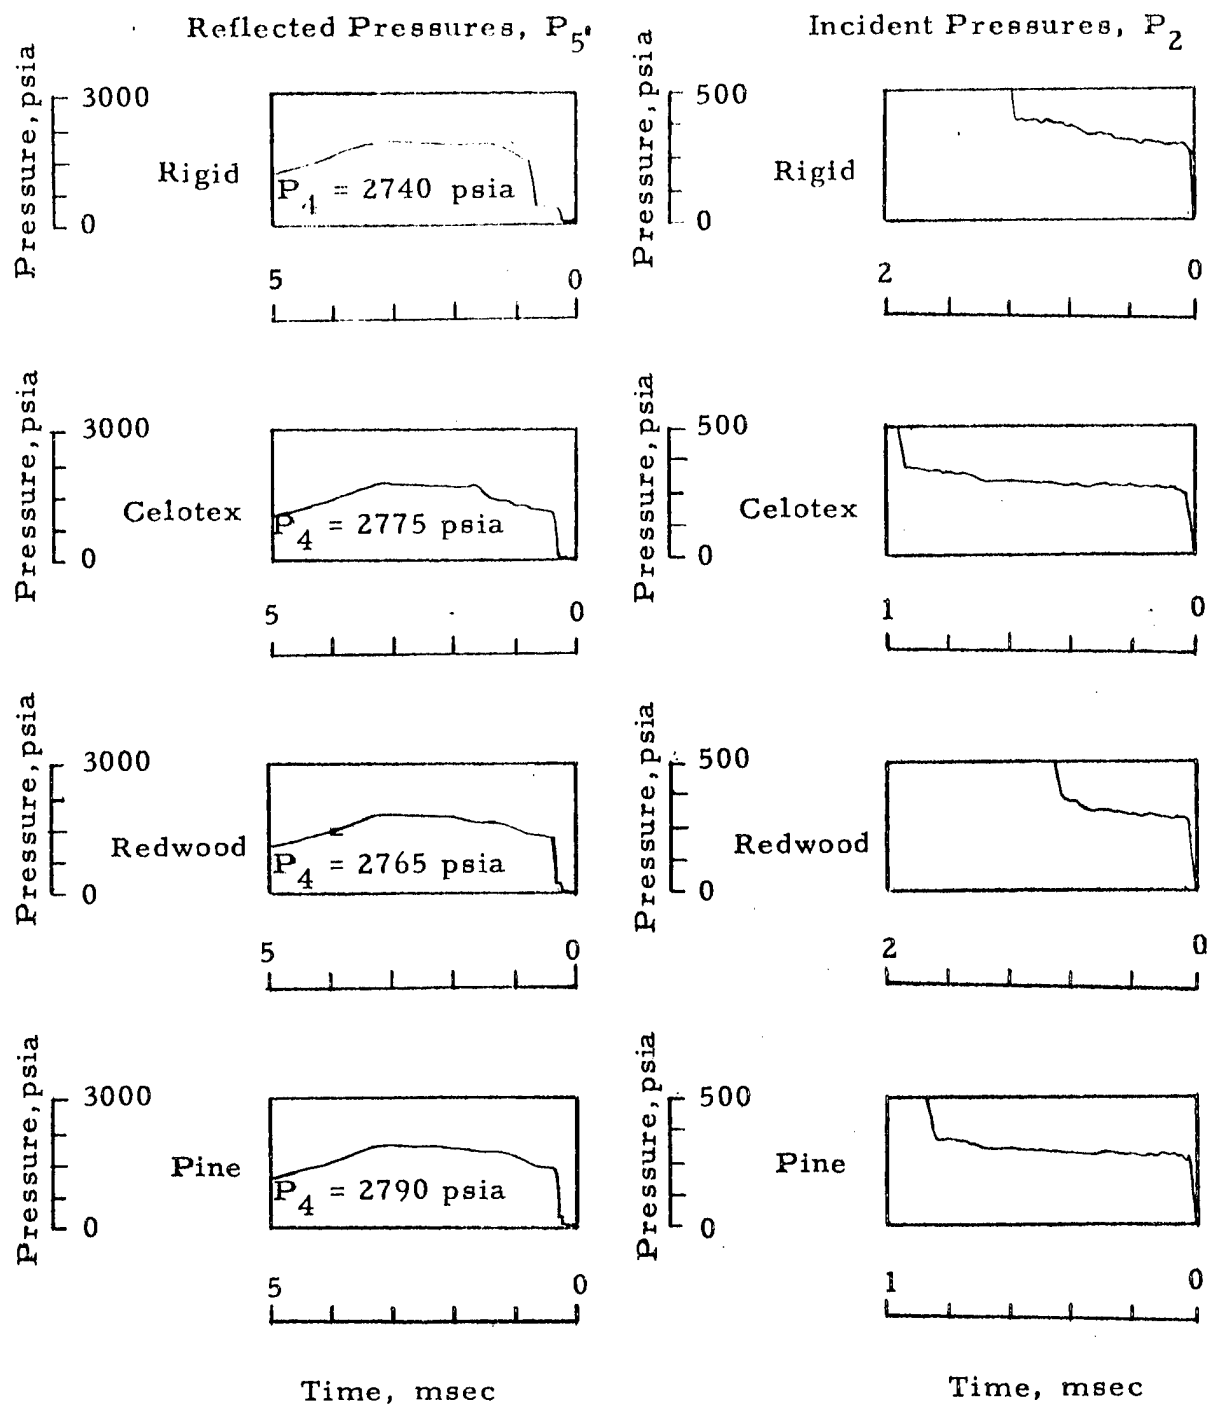 Reflected Pressures, P5.
Incident Pressures, P2
Pressure, psia
3000
0
Rigid
P4 = 2740 psia
5 0
Pressure, psia
500
0
Rigid
2 0
Pressure, psia
3000
0
Celotex
P4 = 2775 psia
5 0
Pressure, psia
500
0
Celotex
1 0
Pressure, psia
3000
0
Redwood
P4 = 2765 psia
5 0
Pressure, psia
500
0
Redwood
2 0
Pressure, psia
3000
0
Pine
P4 = 2790 psia
5 0
Pressure, psia
500
0
Pine
1 0
Time, msec
Time, msec